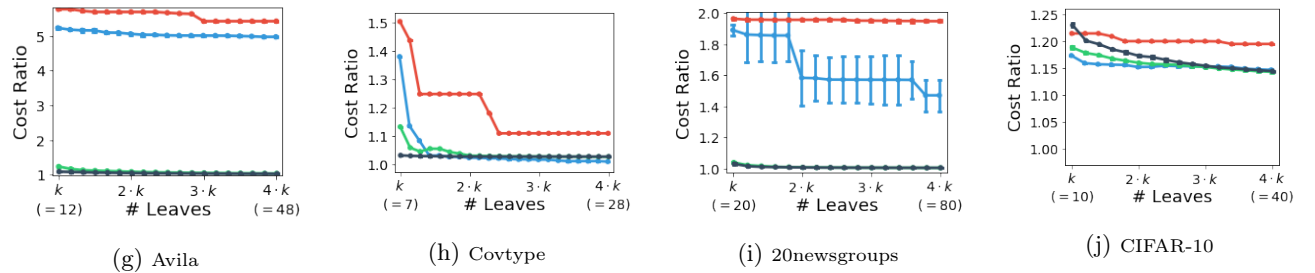 Cost Ratio
5
4
3
2
1
k
2 · k
3 · k
4 · k
(=12)
# Leaves
(=48)
(g) Avila
Cost Ratio
1.5
1.4
1.3
1.2
1.1
1.0
k
2 · k
3 · k
4 · k
(=7)
# Leaves
(=28)
(h) Covtype
Cost Ratio
2.0
1.8
1.6
1.4
1.2
1.0
k
2 · k
3 · k
4 · k
(=20)
# Leaves
(=80)
(i) 20newsgroups
Cost Ratio
1.25
1.20
1.15
1.10
1.05
1.00
k
2 · k
3 · k
4 · k
(=10)
# Leaves
(=40)
(j) CIFAR-10